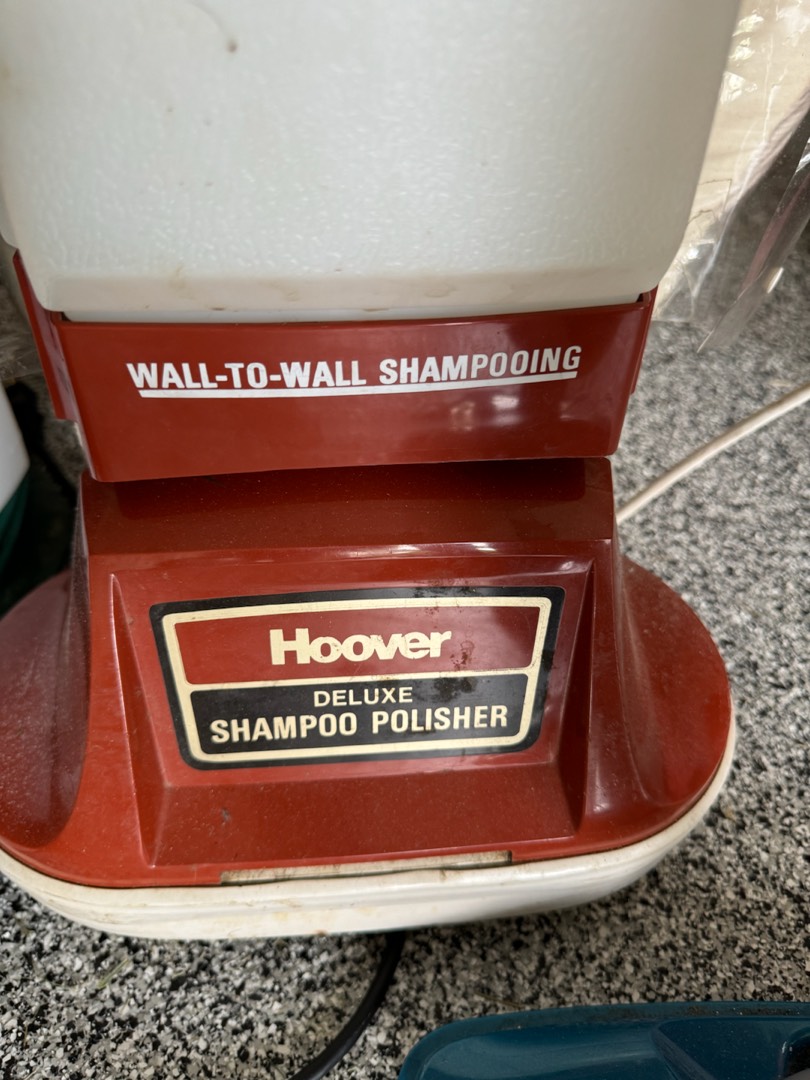 WALL-TO-WALL SHAMPOOING
Hoover
DELUXE
SHAMPOO POLISHER